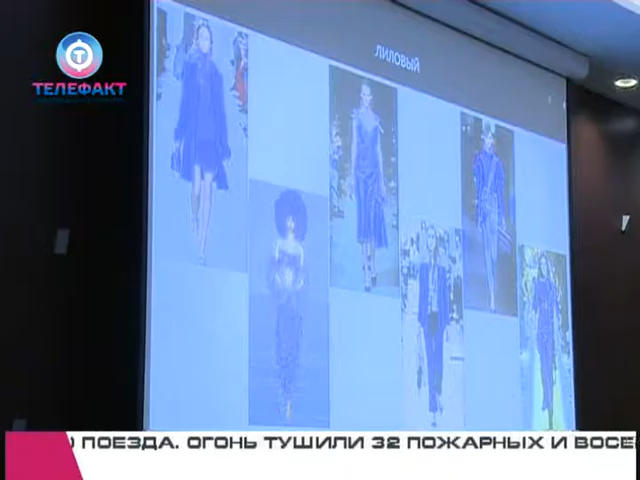 ЛИЛОВЫЙ
ТЕЛЕФАКТ
ПОЕЗДА. ОГОНЬ ТУШИЛИ 32 ПОЖАРНЫХ И ВОСЕ